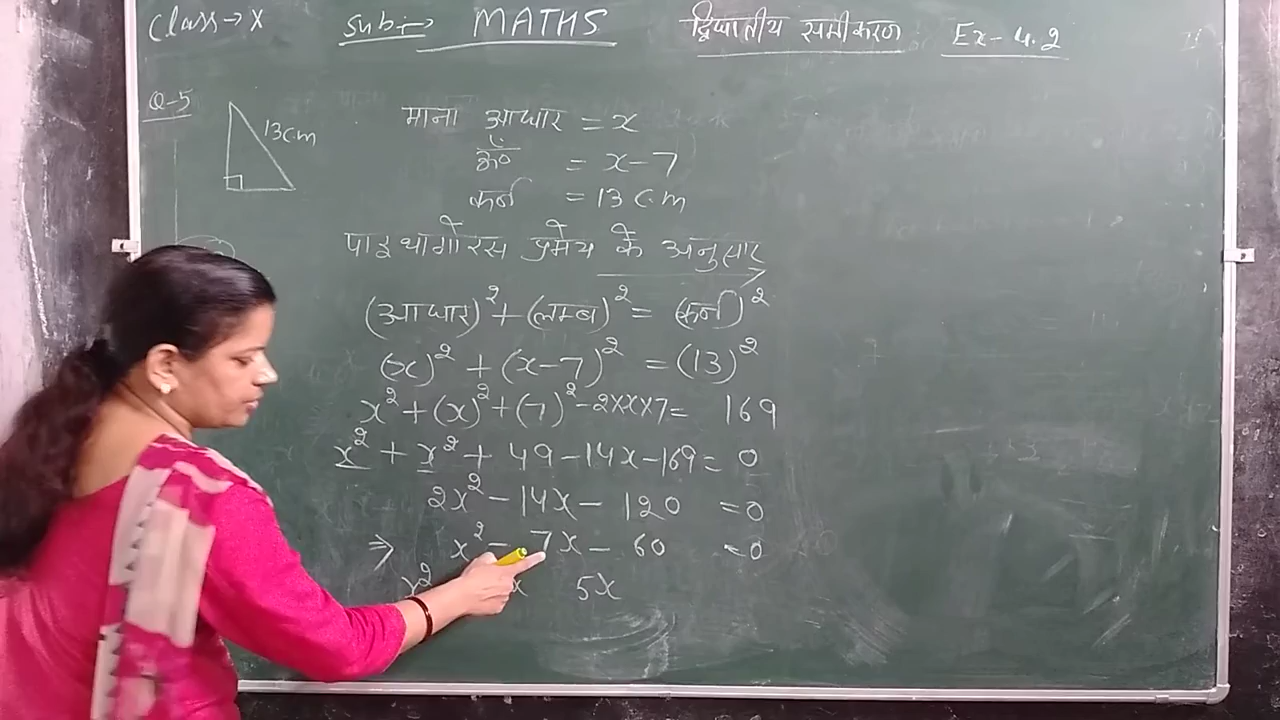 Class → X Sub :→ MATHS द्विघातीय समीकरण Ex - 4.2
Q-5
13cm
माना आधार = x
ऊँ० = x - 7
कर्ण = 13 c.m
पाइथागोरस प्रमेय के अनुसार
(आधार)² + (लम्ब)² = (कर्ण)²
(x)² + (x-7)² = (13)²
x² + (x)² + (7)² - 2×x×7 = 169
x² + x² + 49 - 14x - 169 = 0
2x² - 14x - 120 = 0
⇒ x² - 7x - 60 = 0
x² x 5x